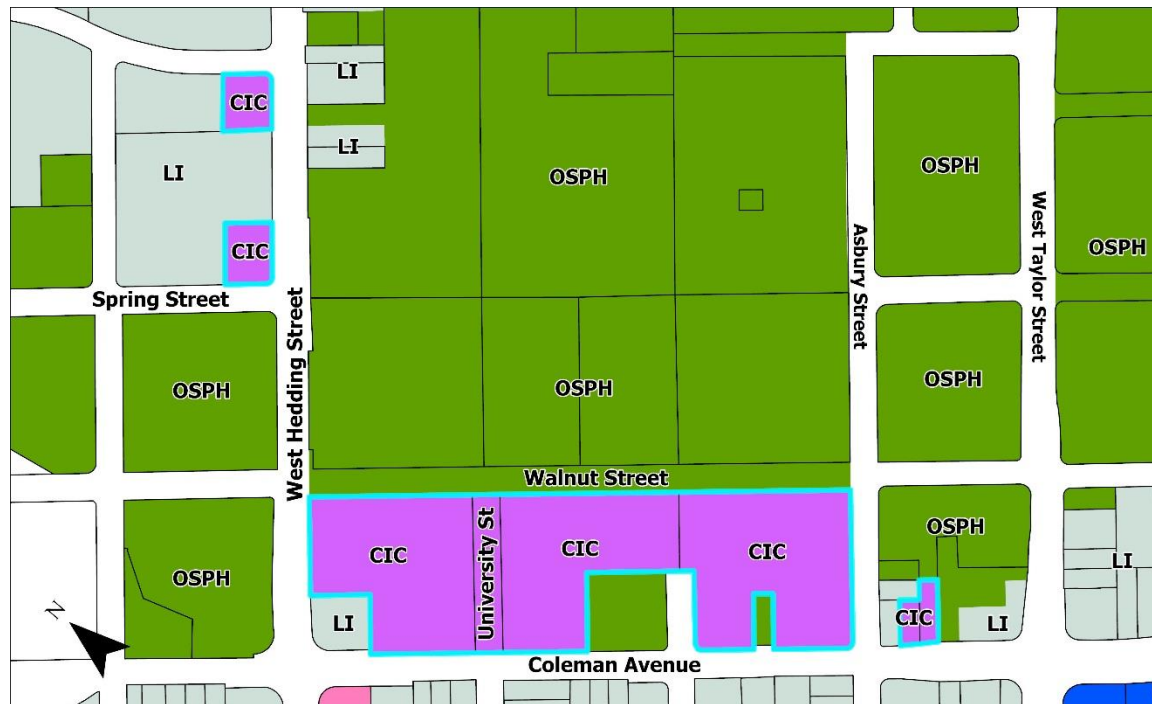 LI
CIC
LI
LI
OSPH
OSPH
CIC
OSPH
Spring Street
West Hedding Street
Asbury Street
West Taylor Street
OSPH
OSPH
OSPH
Walnut Street
OSPH
CIC
University St
CIC
CIC
OSPH
LI
OSPH
LI
CIC
LI
N
Coleman Avenue